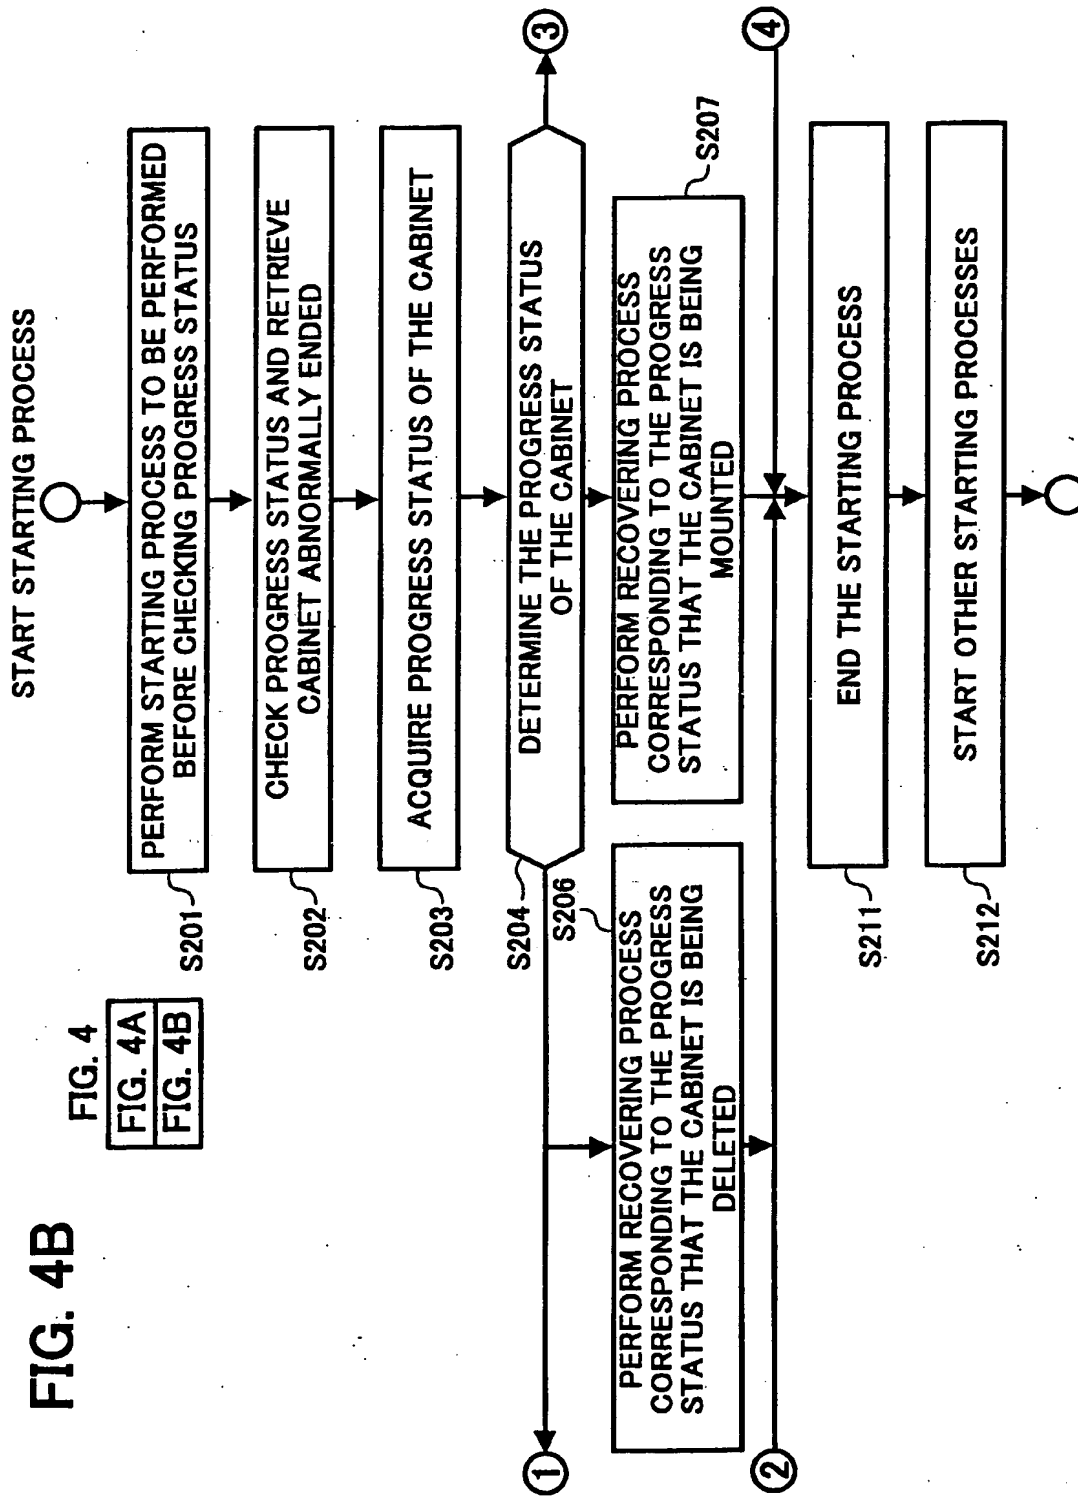 FIG. 4B
FIG. 4
FIG. 4A
FIG. 4B
START STARTING PROCESS
PERFORM STARTING PROCESS TO BE PERFORMED
BEFORE CHECKING PROGRESS STATUS
S201
CHECK PROGRESS STATUS AND RETRIEVE
CABINET ABNORMALLY ENDED
S202
ACQUIRE PROGRESS STATUS OF THE CABINET
S203
DETERMINE THE PROGRESS STATUS
OF THE CABINET
S204
1
3
S206
PERFORM RECOVERING PROCESS
CORRESPONDING TO THE PROGRESS
STATUS THAT THE CABINET IS BEING
DELETED
PERFORM RECOVERING PROCESS
CORRESPONDING TO THE PROGRESS
STATUS THAT THE CABINET IS BEING
MOUNTED
S207
2
4
END THE STARTING PROCESS
S211
START OTHER STARTING PROCESSES
S212